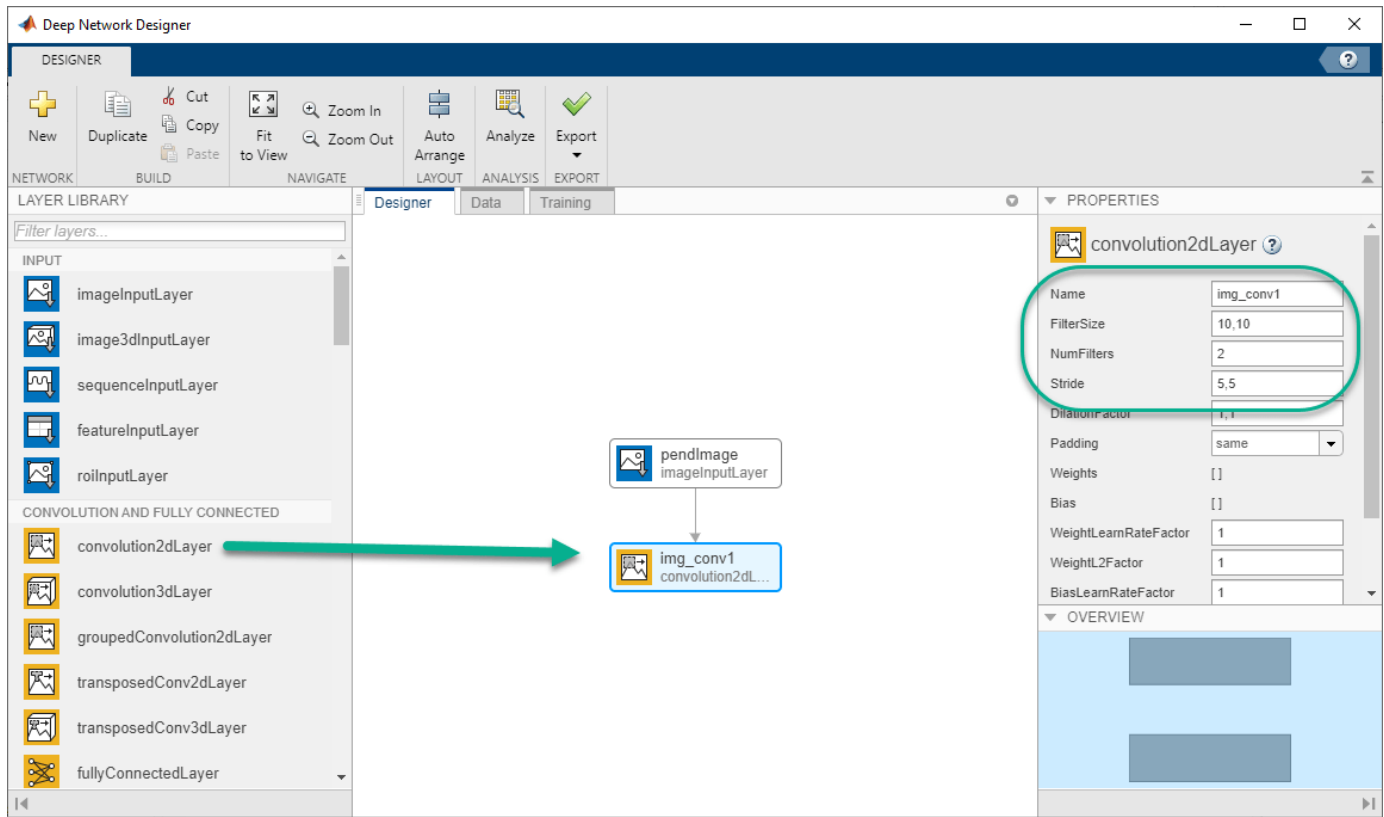 Deep Network Designer
DESIGNER
?
New
Duplicate
Cut
Copy
Paste
Fit
to View
Zoom In
Zoom Out
Auto
Arrange
Analyze
Export
NETWORK
BUILD
NAVIGATE
LAYOUT
ANALYSIS
EXPORT
LAYER LIBRARY
Filter layers...
INPUT
imageInputLayer
image3dInputLayer
sequenceInputLayer
featureInputLayer
roiInputLayer
CONVOLUTION AND FULLY CONNECTED
convolution2dLayer
convolution3dLayer
groupedConvolution2dLayer
transposedConv2dLayer
transposedConv3dLayer
fullyConnectedLayer
Designer
Data
Training
pendImage
imageInputLayer
img_conv1
convolution2dL...
PROPERTIES
convolution2dLayer ?
Name img_conv1
FilterSize 10,10
NumFilters 2
Stride 5,5
DilationFactor 1,1
Padding same
Weights []
Bias []
WeightLearnRateFactor 1
WeightL2Factor 1
BiasLearnRateFactor 1
OVERVIEW